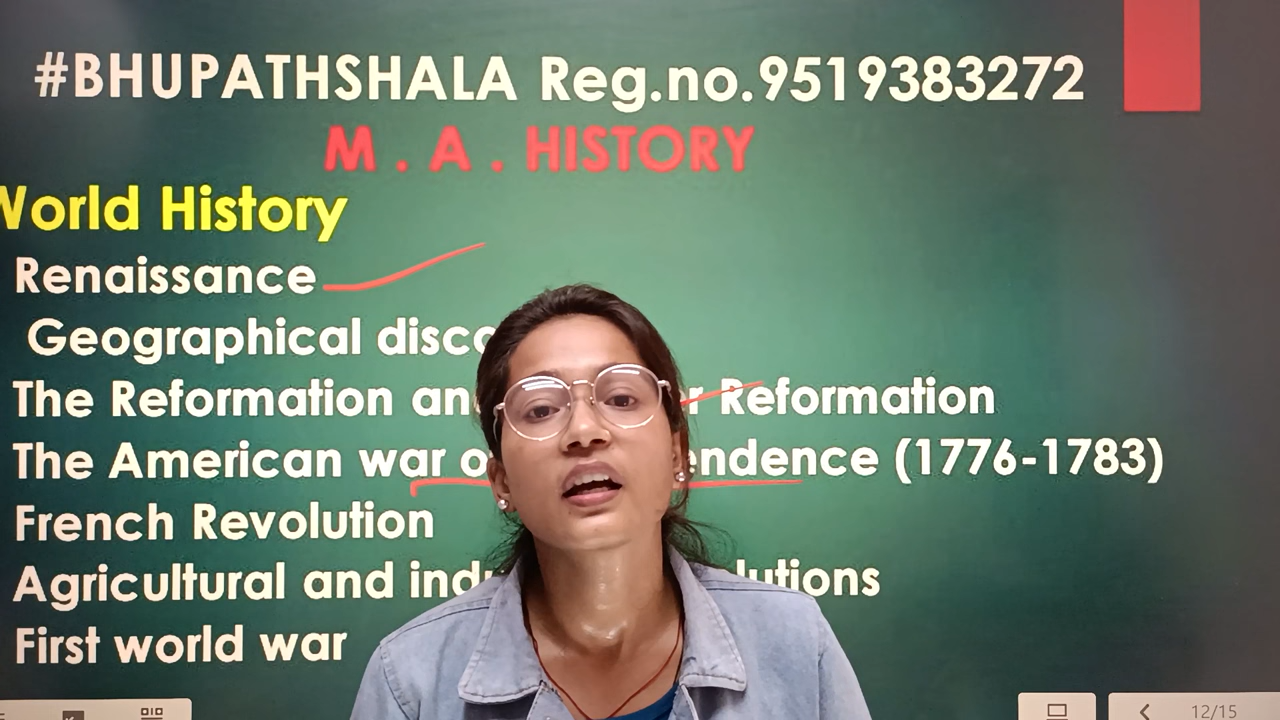 #BHUPATHSHALA Reg.no.9519383272
M . A . HISTORY
World History
Renaissance
Geographical
The Reformation and Reformation
The American war (1776-1783)
French Revolution
Agricultural and
First world war
12/15